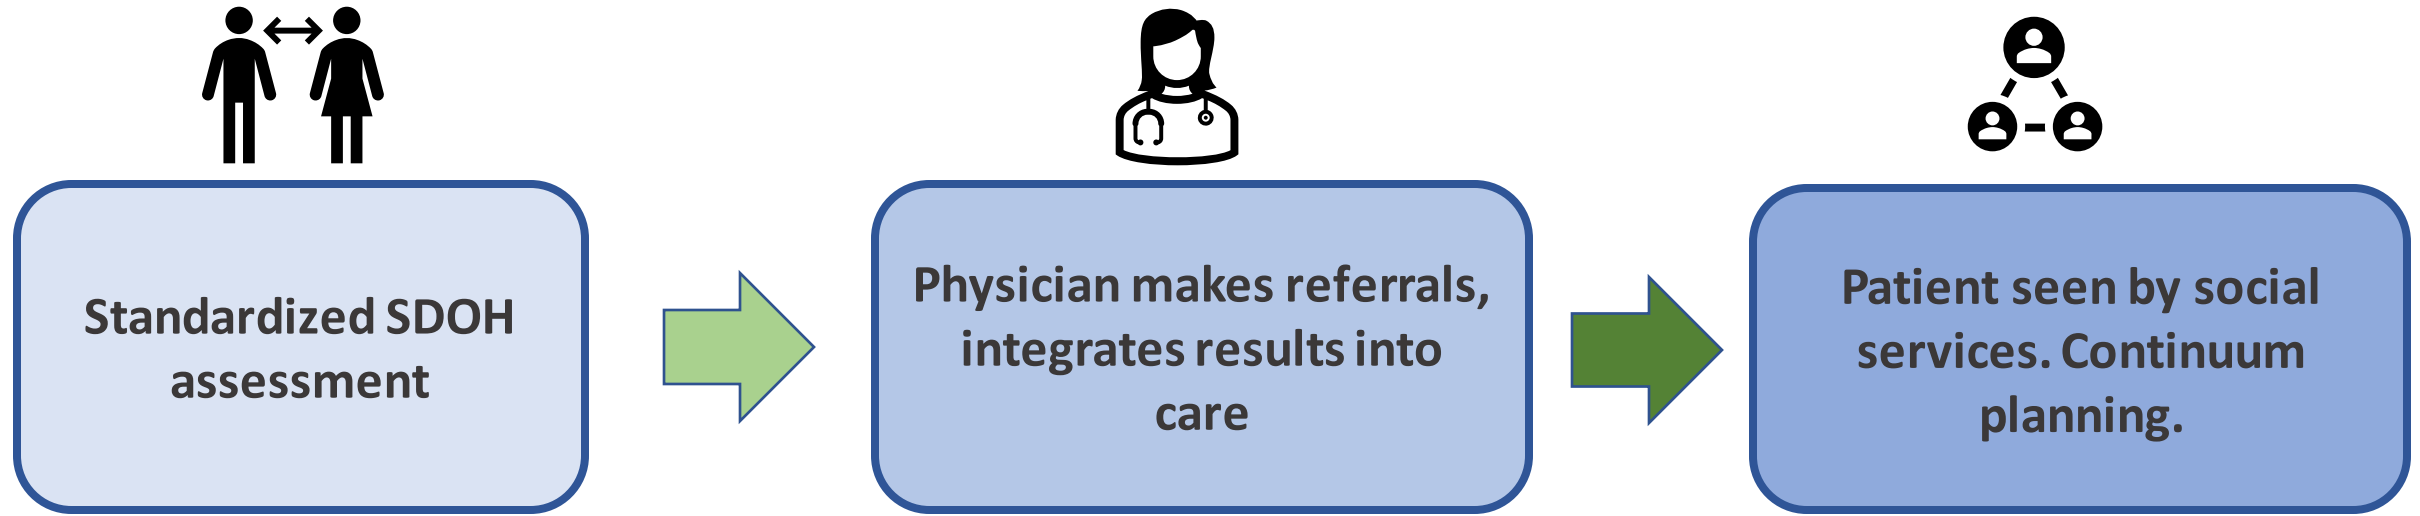 Standardized SDOH
assessment
Physician makes referrals,
integrates results into
care
Patient seen by social
services. Continuum
planning.